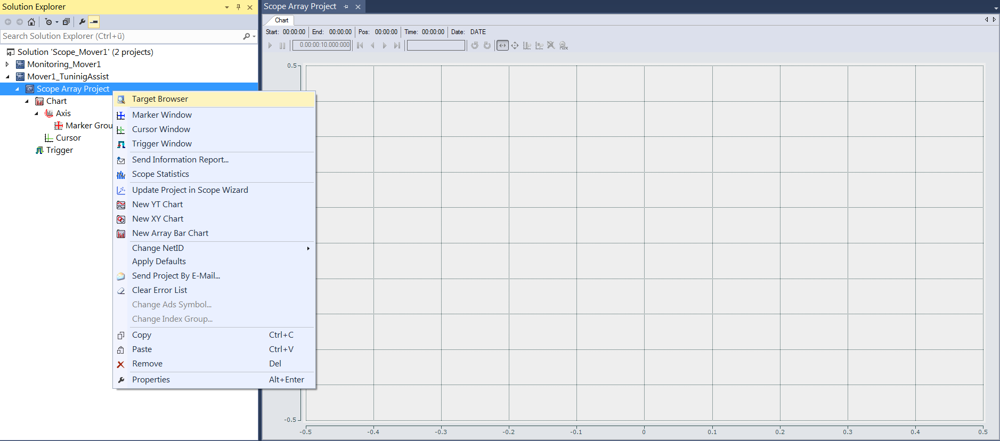 Solution Explorer
Search Solution Explorer (Ctrl+ü)
Solution 'Scope_Mover1' (2 projects)
Monitoring_Mover1
Mover1_TuninigAssist
Scope Array Project
Chart
Axis
Marker Grou
Cursor
Trigger
Target Browser
Marker Window
Cursor Window
Trigger Window
Send Information Report...
Scope Statistics
Update Project in Scope Wizard
New YT Chart
New XY Chart
New Array Bar Chart
Change NetID
Apply Defaults
Send Project By E-Mail...
Clear Error List
Change Ads Symbol...
Change Index Group...
Copy Ctrl+C
Paste Ctrl+V
Remove Del
Properties Alt+Enter
Scope Array Project
Chart
Start: 00:00:00 End: 00:00:00 Pos: 00:00:00 Time: 00:00:00 Date: DATE
0.00:00:10.000:000
Max
0.5
-0.5
-0.5 -0.4 -0.3 -0.2 -0.1 0 0.1 0.2 0.3 0.4 0.5